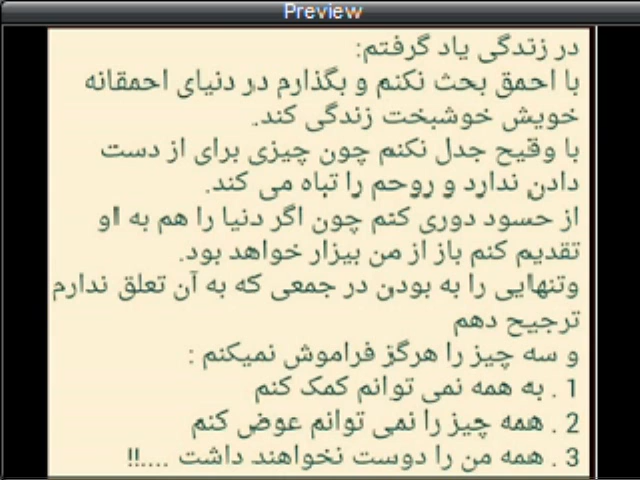 Preview
در زندگی یاد گرفتم:
با احمق بحث نکنم و بگذارم در دنیای احمقانه
خویش خوشبخت زندگی کند.
با وقیح جدل نکنم چون چیزی برای از دست
دادن ندارد و روحم را تباه می کند.
از حسود دوری کنم چون اگر دنیا را هم به او
تقدیم کنم باز از من بیزار خواهد بود.
وتنهایی را به بودن در جمعی که به آن تعلق ندارم
ترجیح دهم
و سه چیز را هرگز فراموش نمیکنم :
1 . به همه نمی توانم کمک کنم
2 . همه چیز را نمی توانم عوض کنم
3 . همه من را دوست نخواهند داشت ....!!